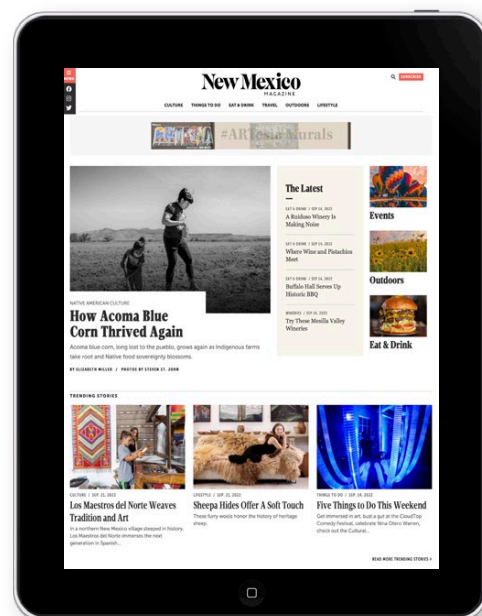 MENU
New Mexico
MAGAZINE
SUBSCRIBE
CULTURE THINGS TO DO EAT & DRINK TRAVEL OUTDOORS LIFESTYLE
#ARTesia Murals
NATIVE AMERICAN CULTURE
How Acoma Blue
Corn Thrived Again
Acoma blue corn, long lost to the pueblo, grows again as Indigenous farms
take root and Native food sovereignty blossoms.
BY ELIZABETH MILLER / PHOTOS BY STEVEN ST. JOHN
The Latest
EAT & DRINK / SEP 14, 2022
A Ruidoso Winery Is
Making Noise
EAT & DRINK / SEP 14, 2022
Where Wine and Pistachios
Meet
EAT & DRINK / SEP 14, 2022
Buffalo Hall Serves Up
Historic BBQ
WINERIES / SEP 14, 2022
Try These Mesilla Valley
Wineries
Events
Outdoors
Eat & Drink
TRENDING STORIES
CULTURE / SEP. 21, 2022
Los Maestros del Norte Weaves
Tradition and Art
In a northern New Mexico village steeped in history,
Los Maestros del Norte immerses the next
generation in Spanish...
LIFESTYLE / SEP. 21, 2022
Sheepa Hides Offer A Soft Touch
These furry wools honor the history of heritage
sheep.
THINGS TO DO / SEP. 14, 2022
Five Things to Do This Weekend
Get immersed in art, bust a gut at the CloudTop
Comedy Festival, celebrate Nina Otero Warren,
check out the Cultural...
READ MORE TRENDING STORIES